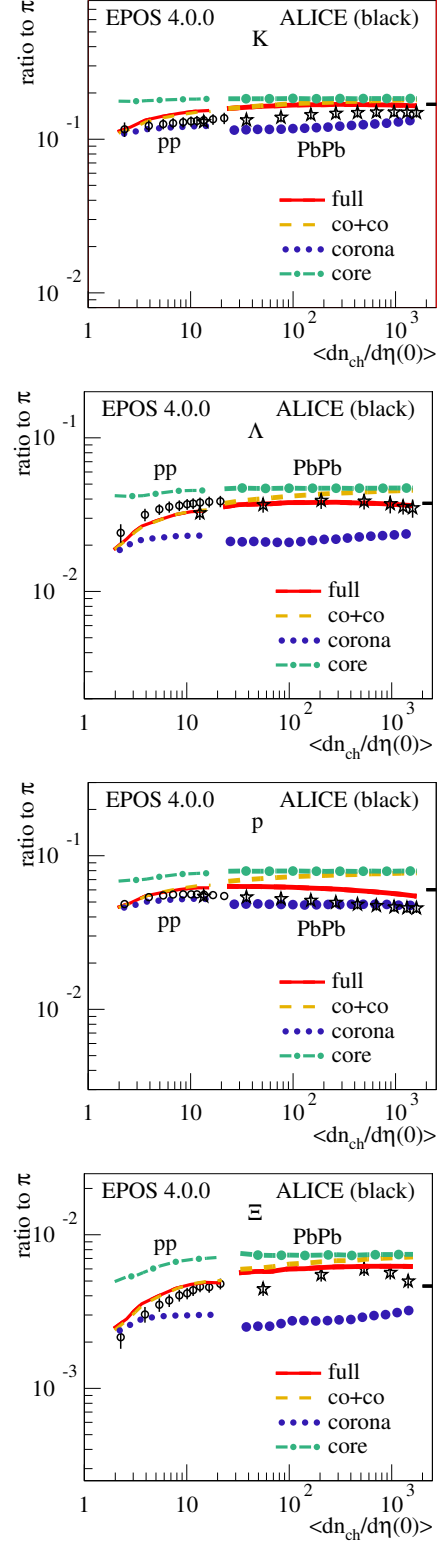 ratio to π
EPOS 4.0.0 ALICE (black)
K
10⁻¹
pp PbPb
full
co+co
corona
core
10⁻²
1 10 10² 10³
<dn_ch/dη(0)>
ratio to π
EPOS 4.0.0 ALICE (black)
Λ
10⁻¹
pp PbPb
10⁻²
full
co+co
corona
core
1 10 10² 10³
<dn_ch/dη(0)>
ratio to π
EPOS 4.0.0 ALICE (black)
p
10⁻¹
pp PbPb
10⁻²
full
co+co
corona
core
1 10 10² 10³
<dn_ch/dη(0)>
ratio to π
EPOS 4.0.0 ALICE (black)
Ξ
10⁻²
pp PbPb
10⁻³
full
co+co
corona
core
1 10 10² 10³
<dn_ch/dη(0)>